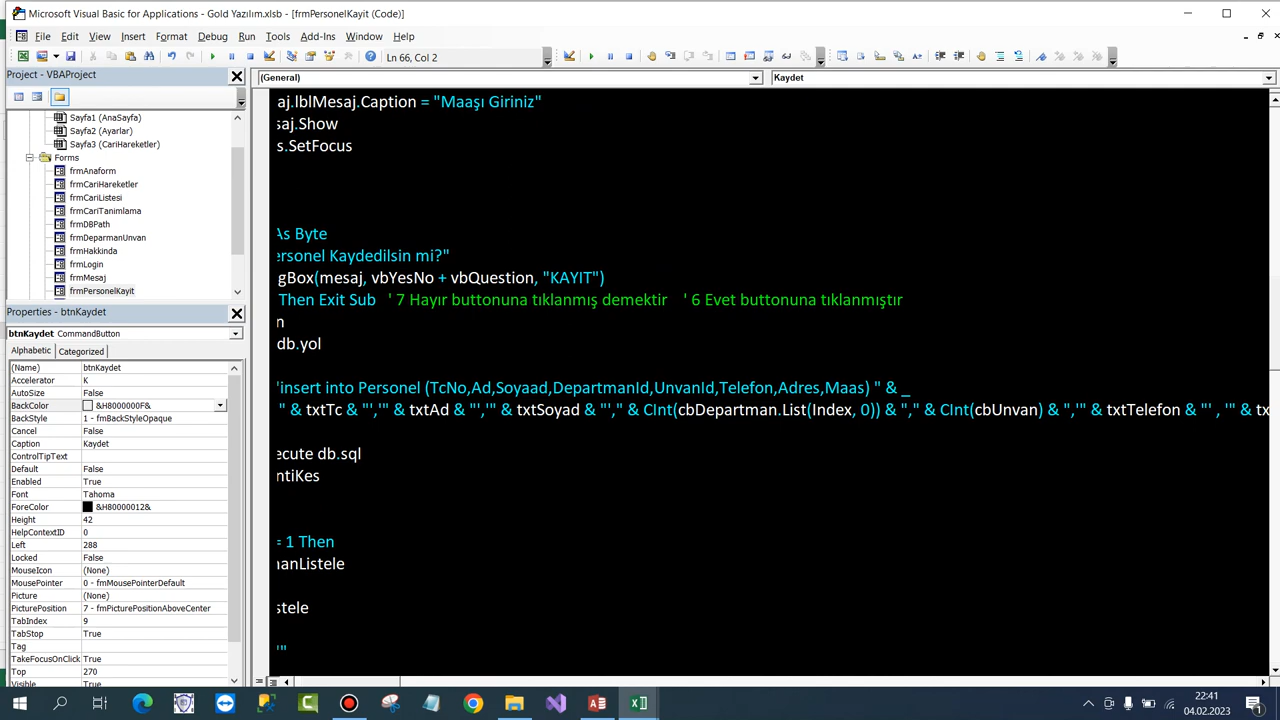 Microsoft Visual Basic for Applications - Gold Yazılım.xlsb - [frmPersonelKayit (Code)]
File Edit View Insert Format Debug Run Tools Add-Ins Window Help
Ln 66, Col 2
Project - VBAProject
(General) Kaydet
Sayfa1 (AnaSayfa)
Sayfa2 (Ayarlar)
Sayfa3 (CariHareketler)
Forms
frmAnaform
frmCariHareketler
frmCariListesi
frmCariTanimlama
frmDBPath
frmDeparmanUnvan
frmHakkinda
frmLogin
frmMesaj
frmPersonelKayit
Properties - btnKaydet
btnKaydet CommandButton
Alphabetic Categorized
(Name) btnKaydet
Accelerator K
AutoSize False
BackColor &H8000000F&
BackStyle 1 - fmBackStyleOpaque
Cancel False
Caption Kaydet
ControlTipText
Default False
Enabled True
Font Tahoma
ForeColor &H80000012&
Height 42
HelpContextID 0
Left 288
Locked False
MouseIcon (None)
MousePointer 0 - fmMousePointerDefault
Picture (None)
PicturePosition 7 - fmPicturePositionAboveCenter
TabIndex 9
TabStop True
Tag
TakeFocusOnClick True
Top 270
Visible True
aj.lblMesaj.Caption = "Maaşı Giriniz"
saj.Show
s.SetFocus
As Byte
ersonel Kaydedilsin mi?"
gBox(mesaj, vbYesNo + vbQuestion, "KAYIT")
Then Exit Sub ' 7 Hayır buttonuna tıklanmış demektir ' 6 Evet buttonuna tıklanmıştır
n
db.yol
"insert into Personel (TcNo,Ad,Soyaad,DepartmanId,UnvanId,Telefon,Adres,Maas) " & _
" & txtTc & "','" & txtAd & "','" & txtSoyad & "'," & CInt(cbDepartman.List(Index, 0)) & "," & CInt(cbUnvan) & ",'" & txtTelefon & "' , '" & tx
ecute db.sql
ntiKes
= 1 Then
nanListele
stele
'"
22:41
04.02.2023